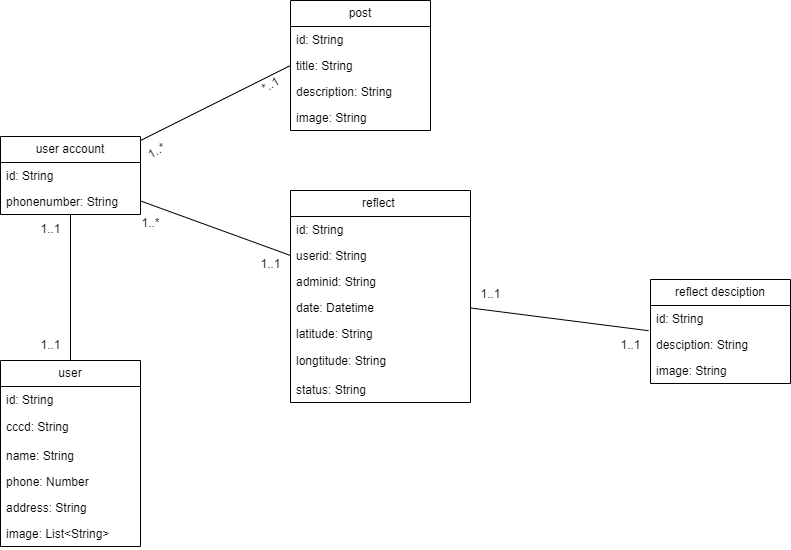 post
id: String
title: String
description: String
image: String
*..1
1..*
user account
id: String
phonenumber: String
1..1
1..*
reflect
id: String
userid: String
adminid: String
date: Datetime
latitude: String
longtitude: String
status: String
1..1
1..1
1..1
reflect desciption
id: String
desciption: String
image: String
1..1
user
id: String
cccd: String
name: String
phone: Number
address: String
image: List<String>